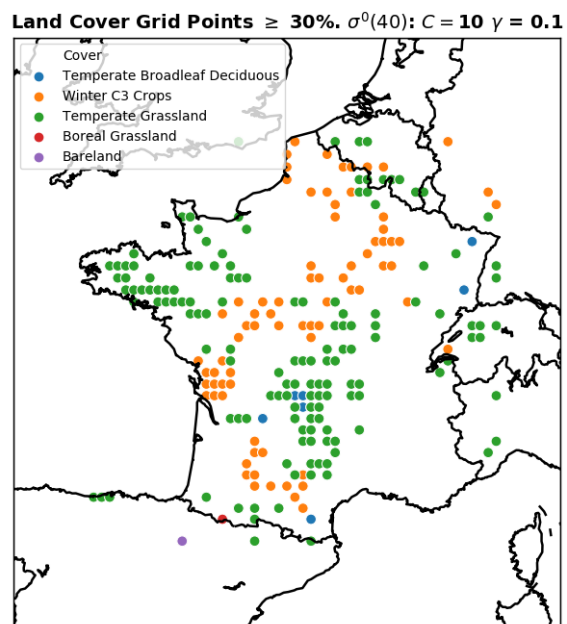 Land Cover Grid Points ≥ 30%. σ⁰(40): C = 10 γ = 0.1
Cover
Temperate Broadleaf Deciduous
Winter C3 Crops
Temperate Grassland
Boreal Grassland
Bareland